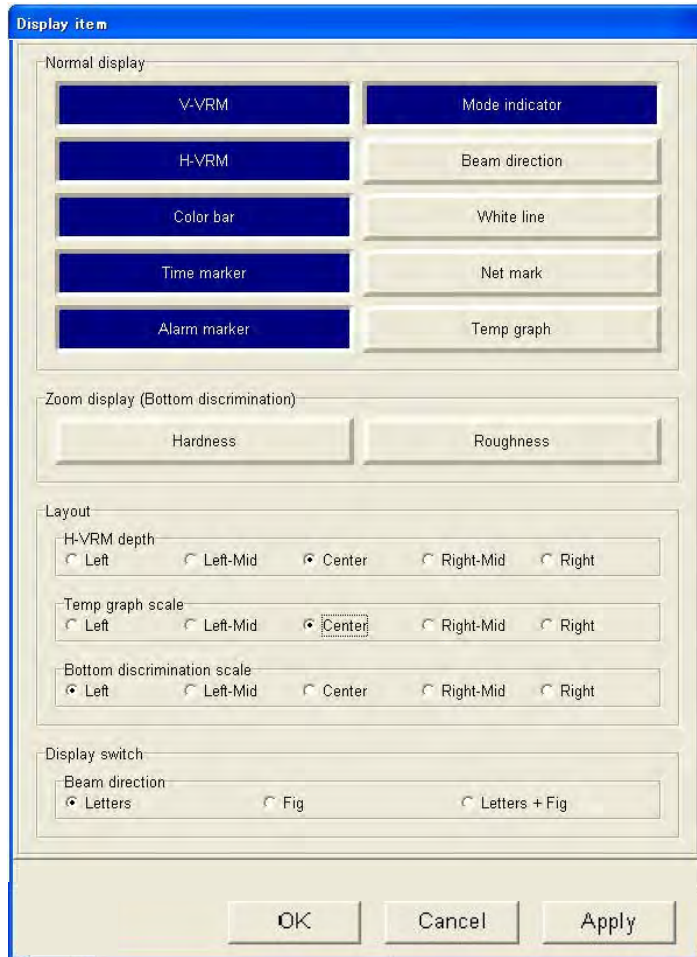 Display item
Normal display
V-VRM Mode indicator
H-VRM Beam direction
Color bar White line
Time marker Net mark
Alarm marker Temp graph
Zoom display (Bottom discrimination)
Hardness Roughness
Layout
H-VRM depth
Left Left-Mid Center Right-Mid Right
Temp graph scale
Left Left-Mid Center Right-Mid Right
Bottom discrimination scale
Left Left-Mid Center Right-Mid Right
Display switch
Beam direction
Letters Fig Letters + Fig
OK Cancel Apply